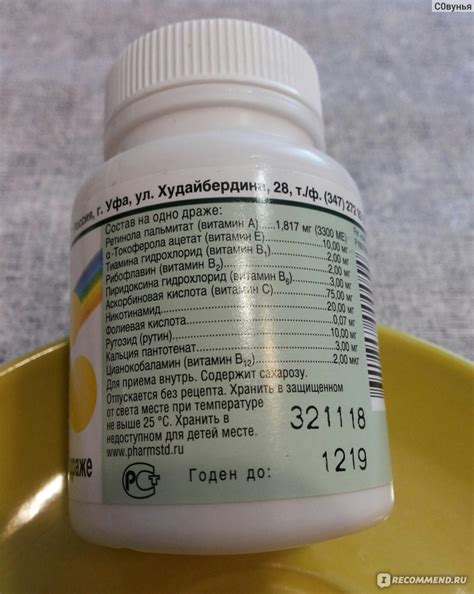 С0вунья
г. Уфа, ул. Худайбердина, 28, т./ф. (347) 272
Состав на одно драже:
Ретинола пальмитат (витамин А) 1,817 мг (3300 МЕ)
α-Токоферола ацетат (витамин Е) 10,00 мг
Тиамина гидрохлорид (витамин В1) 2,00 мг
Рибофлавин (витамин В2) 2,00 мг
Пиридоксина гидрохлорид (витамин В6) 3,00 мг
Аскорбиновая кислота (витамин С) 75,00 мг
Никотинамид 20,00 мг
Фолиевая кислота 0,07 мг
Рутозид (рутин) 10,00 мг
Кальция пантотенат 3,00 мг
Цианокобаламин (витамин В12) 2,00 мкг
Для приема внутрь. Содержит сахарозу.
Отпускается без рецепта. Хранить в защищенном
от света месте при температуре
не выше 25 °С. Хранить в
недоступном для детей месте.
www.pharmstd.ru
321118
Годен до: 1219
РСТ
IRECOMMEND.RU